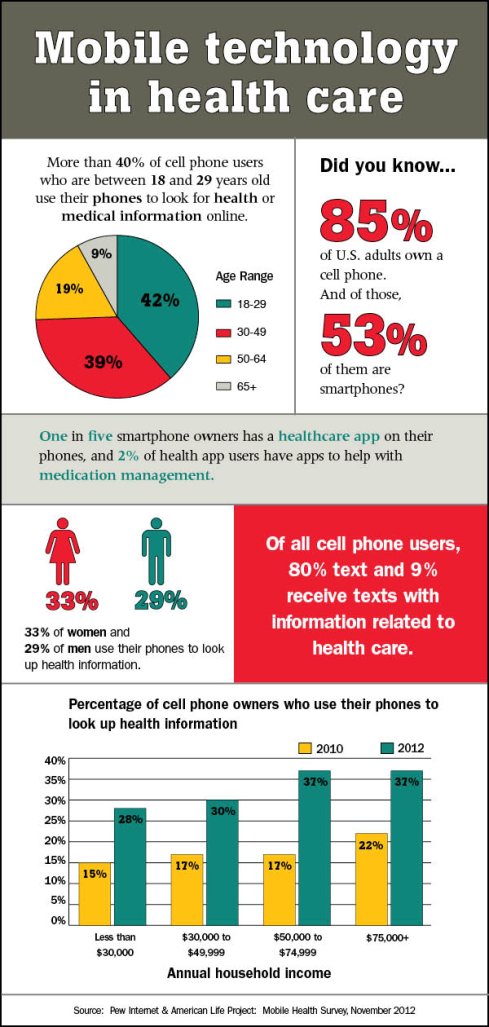 Mobile technology
in health care
More than 40% of cell phone users
who are between 18 and 29 years old
use their phones to look for health or
medical information online.
9%
19%
42%
39%
Age Range
18-29
30-49
50-64
65+
Did you know...
85%
of U.S. adults own a
cell phone.
And of those,
53%
of them are
smartphones?
One in five smartphone owners has a healthcare app on their
phones, and 2% of health app users have apps to help with
medication management.
33% 29%
33% of women and
29% of men use their phones to look
up health information.
Of all cell phone users,
80% text and 9%
receive texts with
information related to
health care.
Percentage of cell phone owners who use their phones to
look up health information
2010 2012
40%
35%
30%
25%
20%
15%
10%
5%
0%
15% 28% 17% 30% 17% 37% 22% 37%
Less than $30,000 to $50,000 to $75,000+
$30,000 $49,999 $74,999
Annual household income
Source: Pew Internet & American Life Project: Mobile Health Survey, November 2012